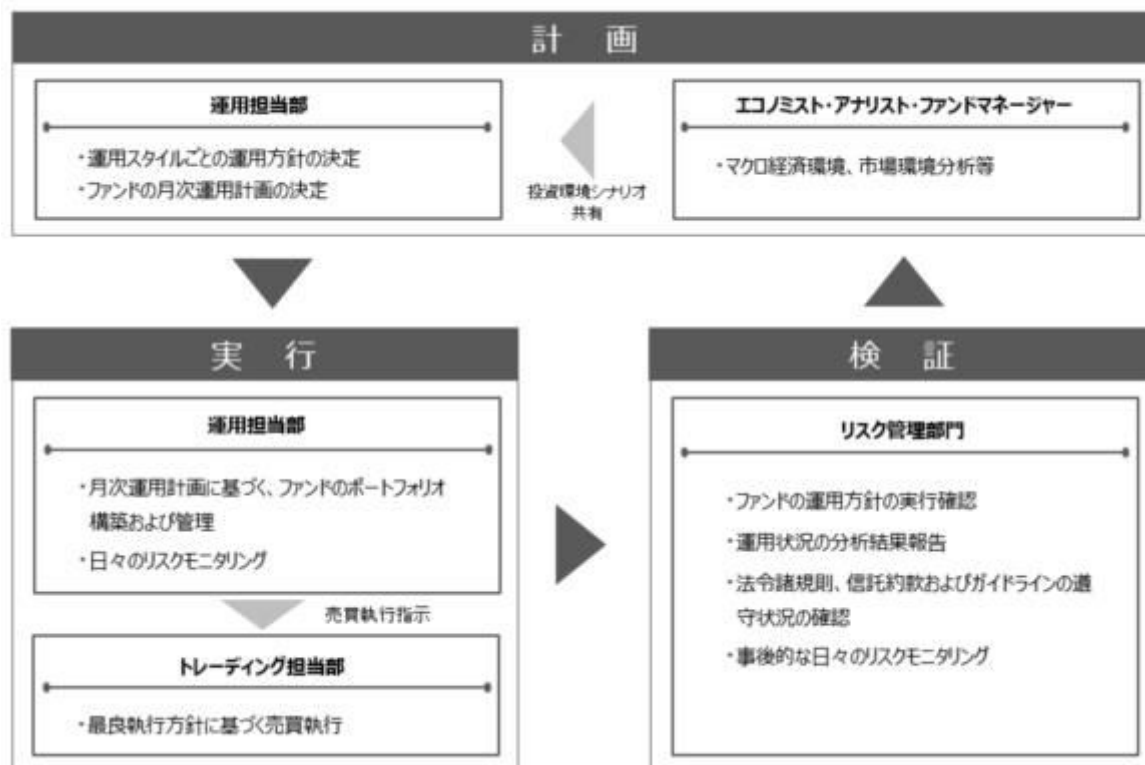 計 画
運用担当部
・運用スタイルごとの運用方針の決定
・ファンドの月次運用計画の決定
投資環境シナリオ
共有
エコノミスト・アナリスト・ファンドマネージャー
・マクロ経済環境、市場環境分析等
実 行
運用担当部
・月次運用計画に基づく、ファンドのポートフォリオ
構築および管理
・日々のリスクモニタリング
売買執行指示
トレーディング担当部
・最良執行方針に基づく売買執行
検 証
リスク管理部門
・ファンドの運用方針の実行確認
・運用状況の分析結果報告
・法令諸規則、信託約款およびガイドラインの遵
守状況の確認
・事後的な日々のリスクモニタリング